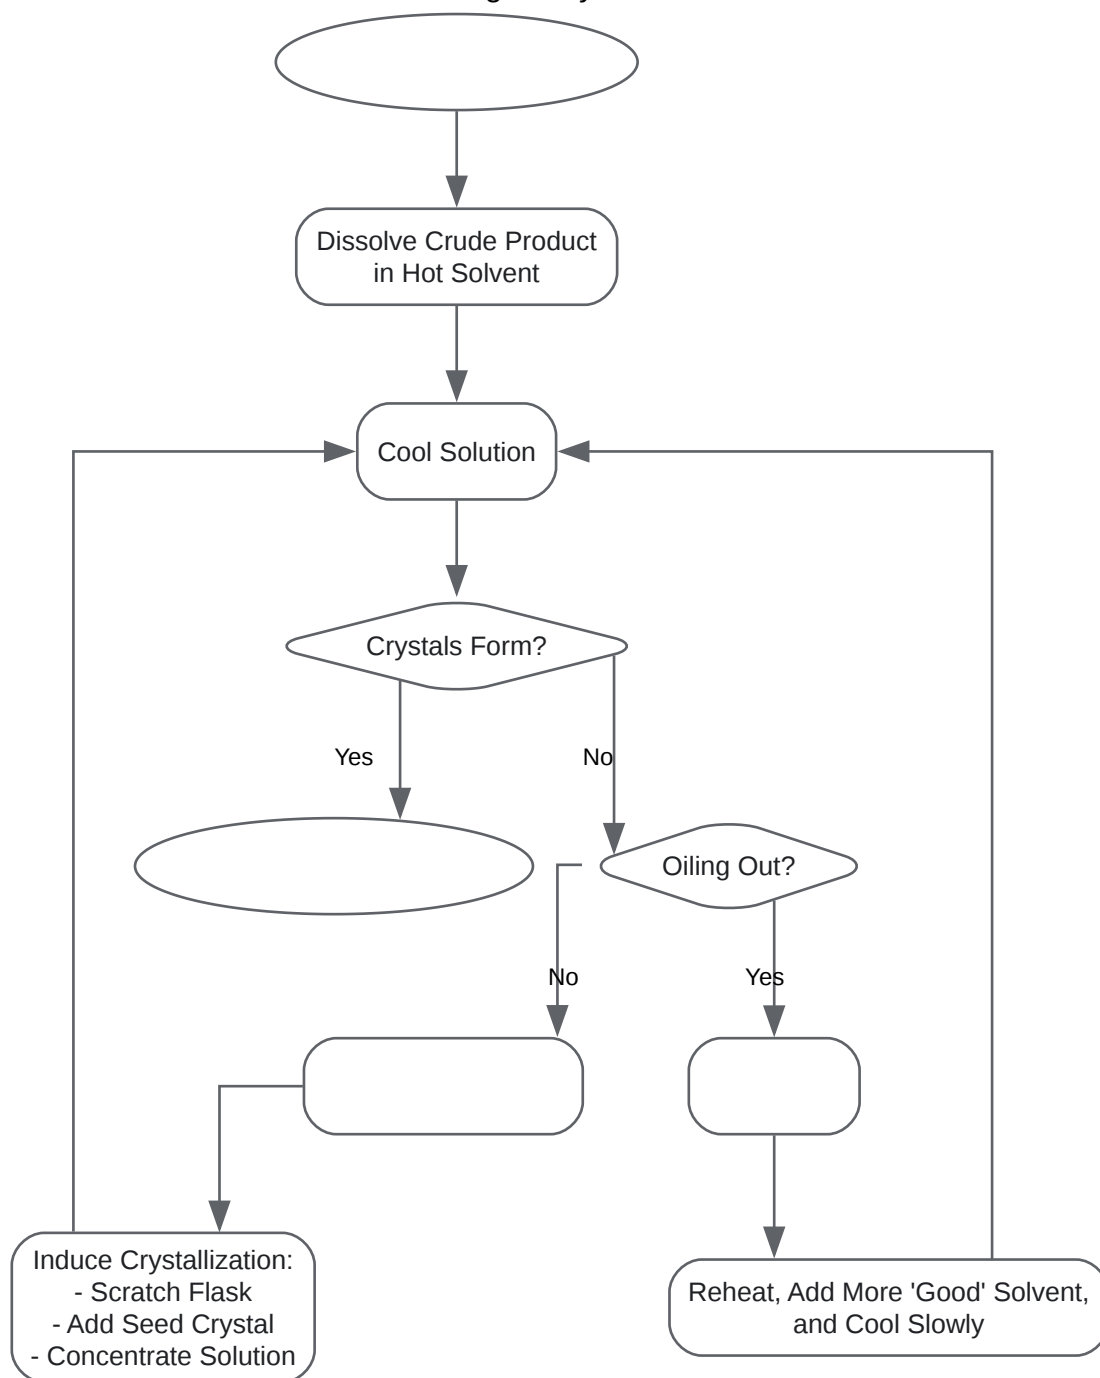 Dissolve Crude Product
in Hot Solvent
Cool Solution
Crystals Form?
Yes
No
Oiling Out?
No
Yes
Induce Crystallization:
- Scratch Flask
- Add Seed Crystal
- Concentrate Solution
Reheat, Add More 'Good' Solvent,
and Cool Slowly